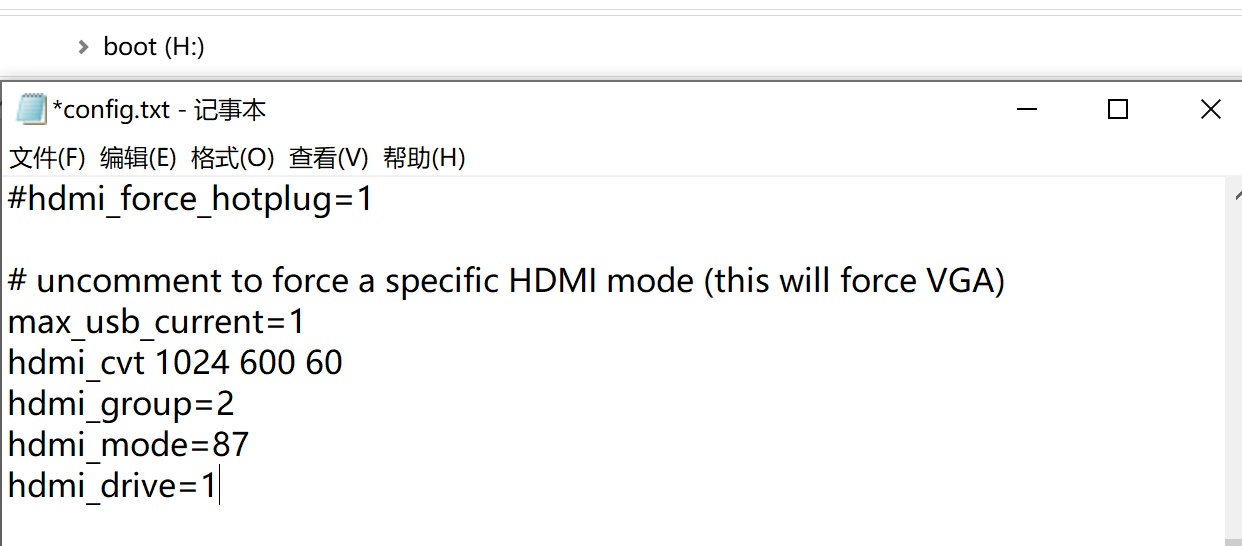 boot (H:)
*config.txt - 记事本
文件(F) 编辑(E) 格式(O) 查看(V) 帮助(H)
#hdmi_force_hotplug=1
# uncomment to force a specific HDMI mode (this will force VGA)
max_usb_current=1
hdmi_cvt 1024 600 60
hdmi_group=2
hdmi_mode=87
hdmi_drive=1